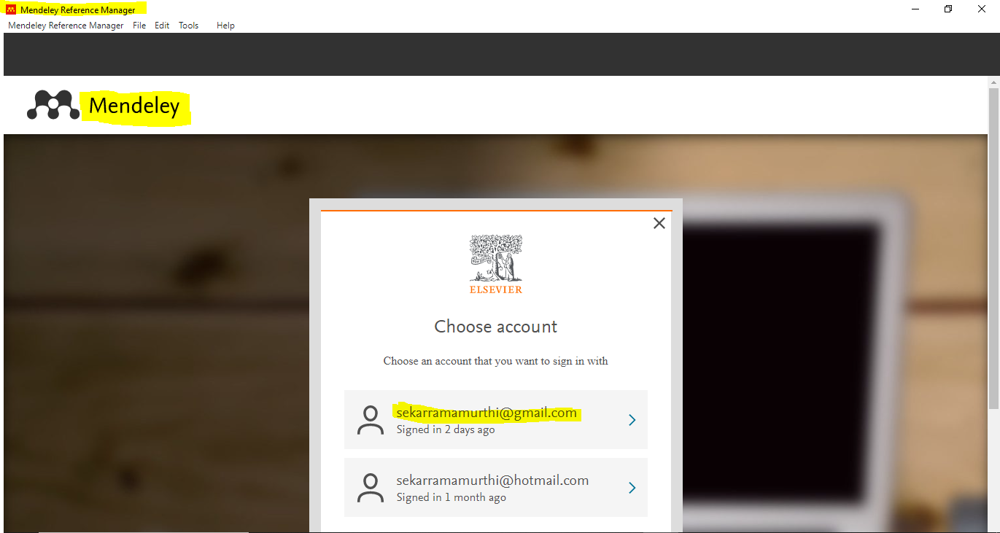 Mendeley Reference Manager
Mendeley Reference Manager File Edit Tools Help
Mendeley
ELSEVIER
Choose account
Choose an account that you want to sign in with
sekarramamurthi@gmail.com
Signed in 2 days ago
sekarramamurthi@hotmail.com
Signed in 1 month ago